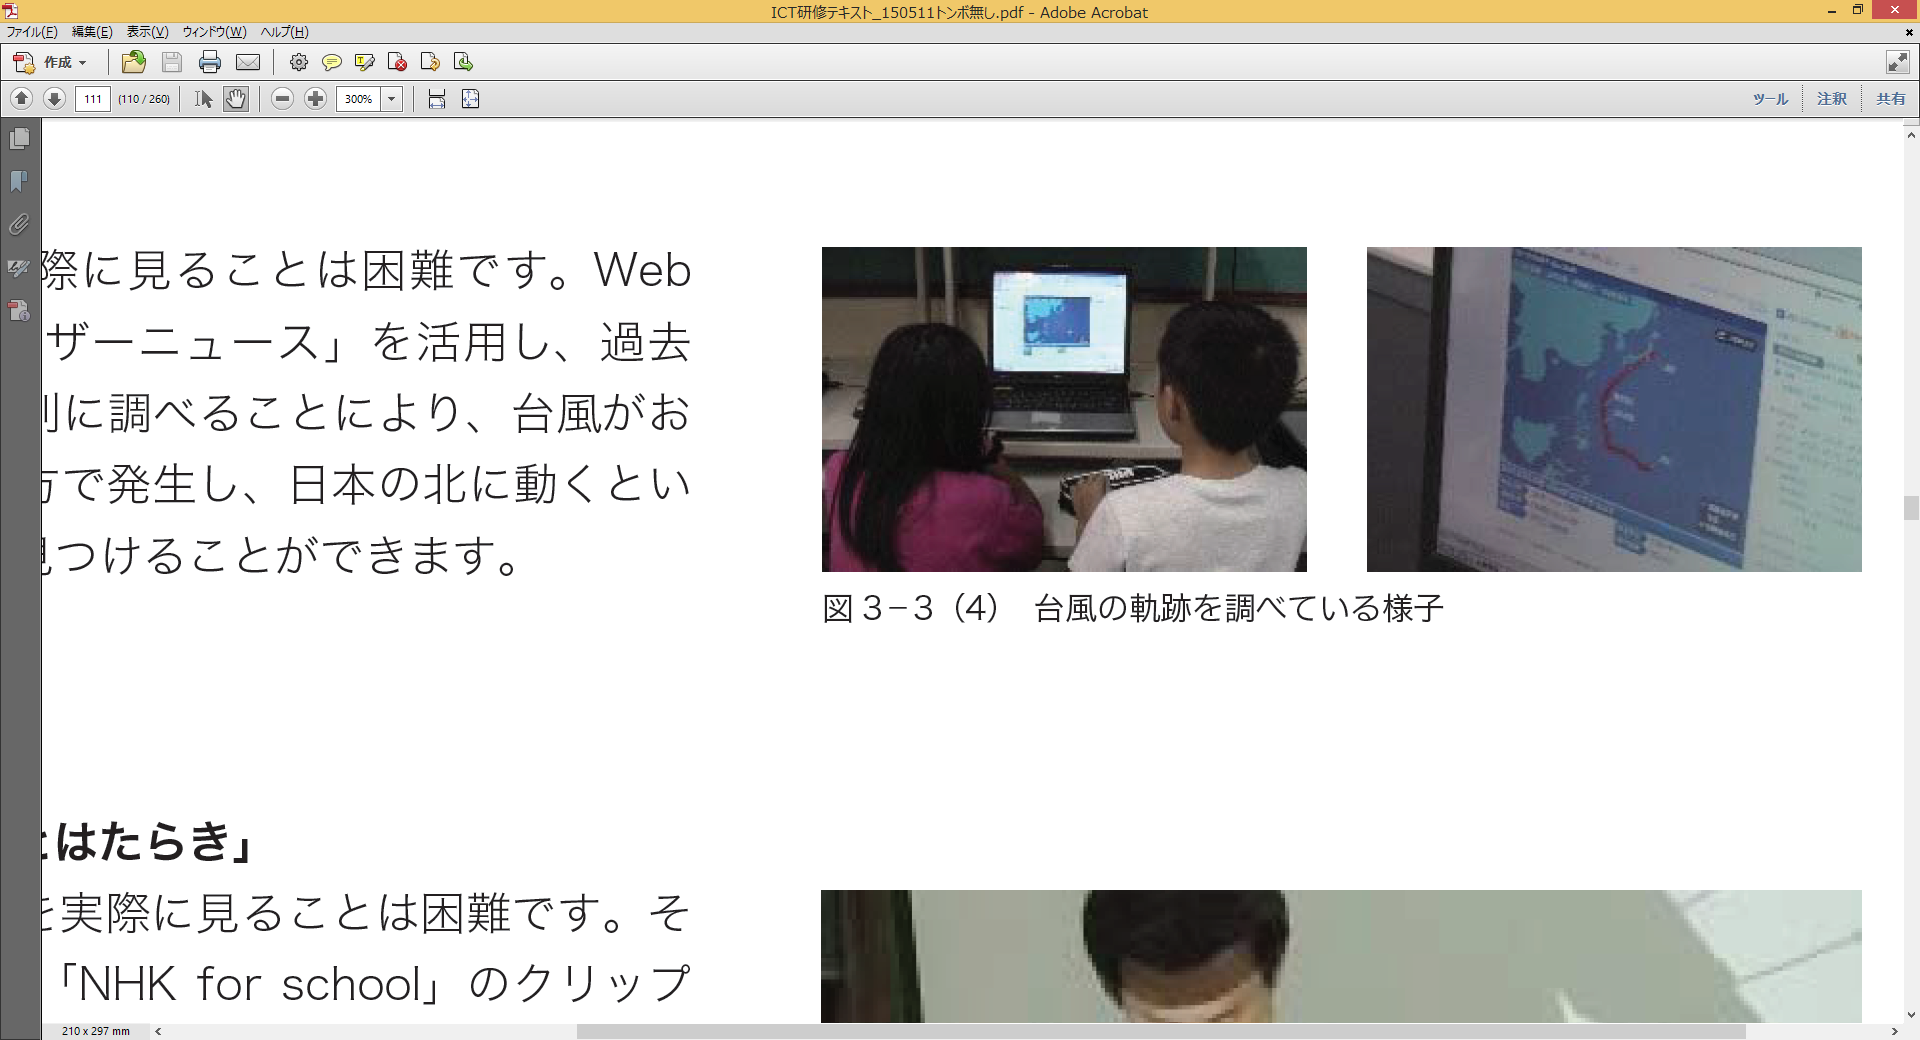 ICT研修テキスト_150511トンボ無し.pdf - Adobe Acrobat
ファイル(F) 編集(E) 表示(V) ウィンドウ(W) ヘルプ(H)
作成
111 (110 / 260) 300% ツール 注釈 共有
際に見ることは困難です。Web
ザーニュース」を活用し、過去
別に調べることにより、台風がお
方で発生し、日本の北に動くとい
見つけることができます。
図３－３（４） 台風の軌跡を調べている様子
とはたらき」
を実際に見ることは困難です。そ
「NHK for school」のクリップ
210 x 297 mm